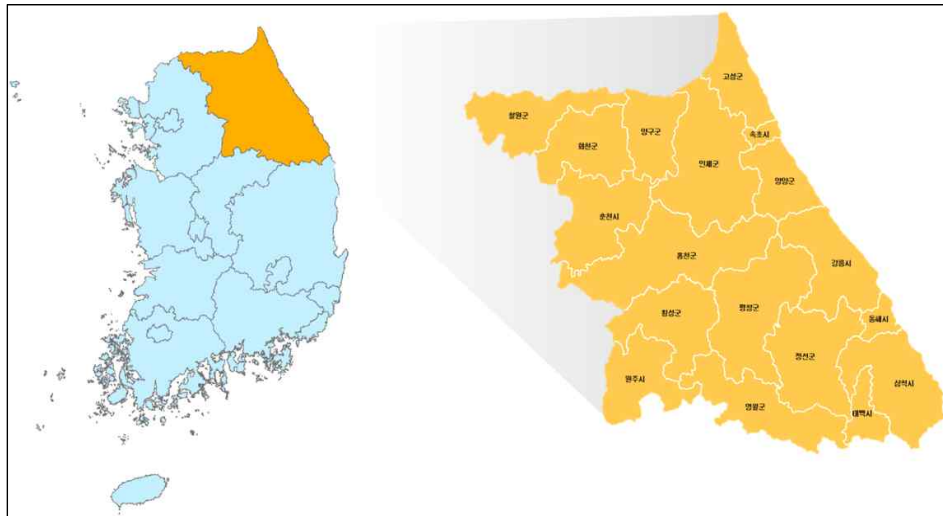 고성군
철원군
양구군
속초시
화천군
인제군
양양군
춘천시
홍천군
강릉시
횡성군
평창군
동해시
정선군
원주시
삼척시
영월군
태백시